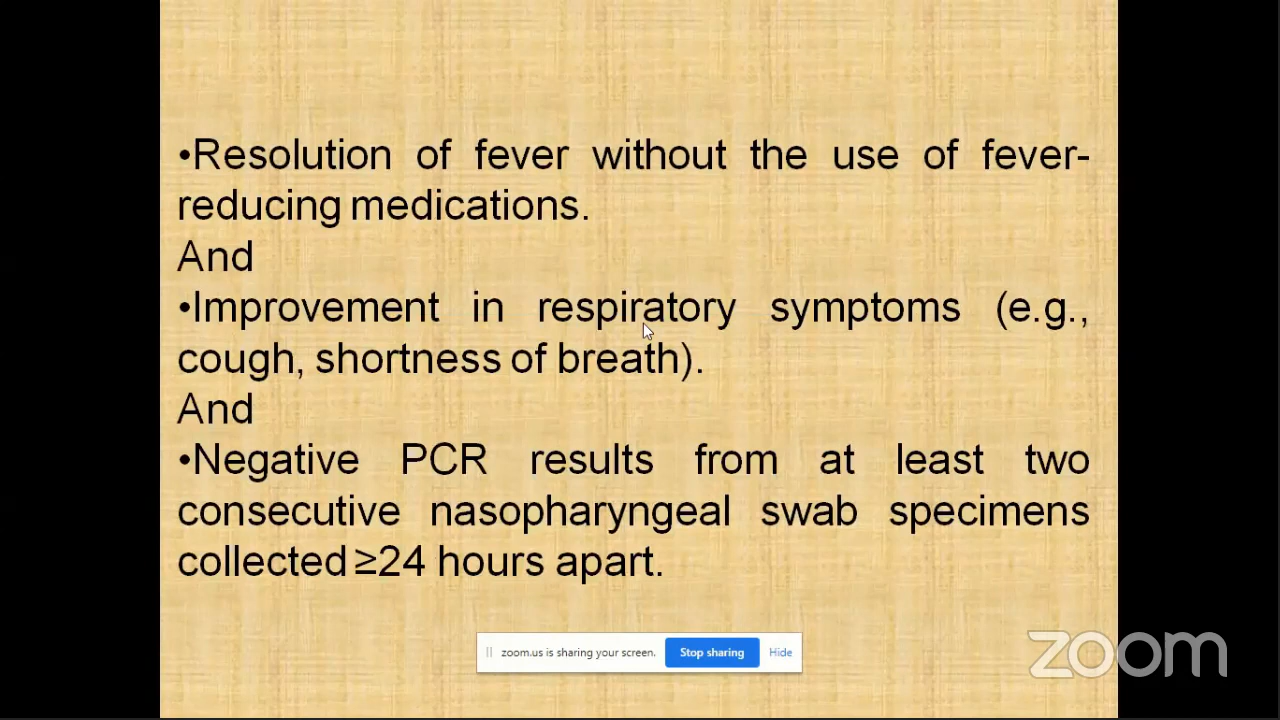 •Resolution of fever without the use of fever-
reducing medications.
And
•Improvement in respiratory symptoms (e.g.,
cough, shortness of breath).
And
•Negative PCR results from at least two
consecutive nasopharyngeal swab specimens
collected ≥24 hours apart.
zoom.us is sharing your screen. Stop sharing Hide
zoom